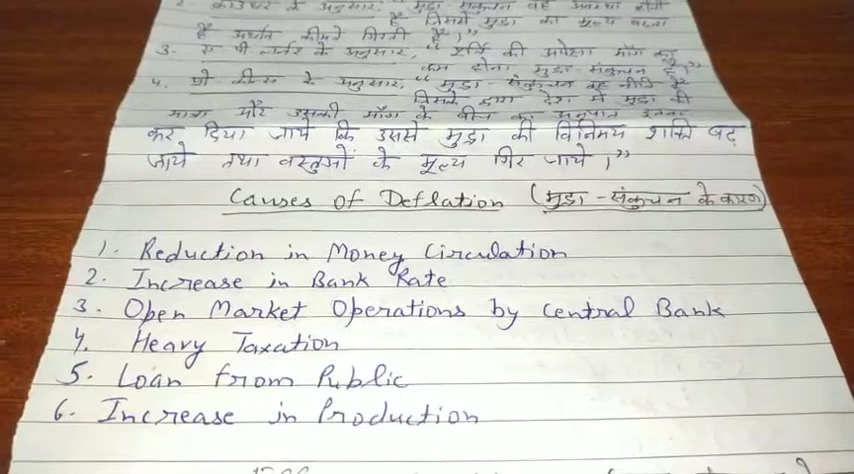 2. क्राउथर के अनुसार, मुद्रा संकुचन वह अवस्था होती
है जिसमें मुद्रा का मूल्य बढ़ता
है अर्थात कीमतें गिरती हैं।"
3. ए पी लर्नर के अनुसार, "पूर्ति की अपेक्षा माँग का
कम होना मुद्रा संकुचन है।"
4. प्रो. के अनुसार, "मुद्रा संकुचन वह नीति है
जिसके द्वारा देश में मुद्रा की
मात्रा और उसकी माँग के बीच का अनुपात इतना
कर दिया जाये कि उससे मुद्रा की विनिमय शक्ति बढ़
जाये तथा वस्तुओं के मूल्य गिर जाये।"
Causes of Deflation (मुद्रा-संकुचन के कारण)
1. Reduction in Money Circulation
2. Increase in Bank Rate
3. Open Market Operations by Central Bank
4. Heavy Taxation
5. Loan from Public
6. Increase in Production